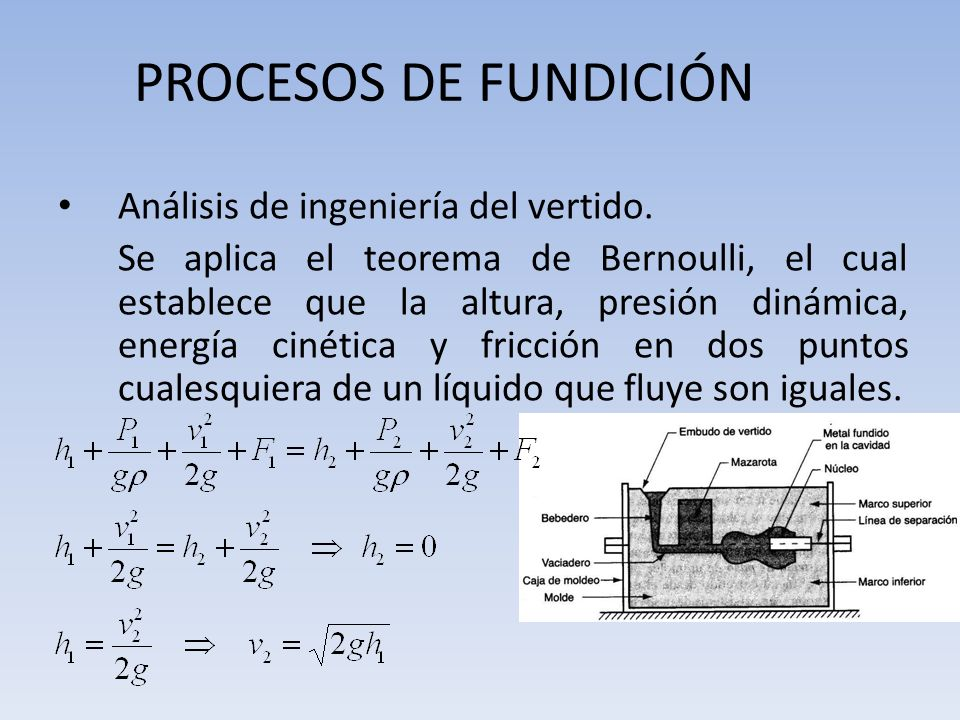 PROCESOS DE FUNDICIÓN
• Análisis de ingeniería del vertido.
Se aplica el teorema de Bernoulli, el cual
establece que la altura, presión dinámica,
energía cinética y fricción en dos puntos
cualesquiera de un líquido que fluye son iguales.
h₁ + P₁/gρ + v₁²/2g + F₁ = h₂ + P₂/gρ + v₂²/2g + F₂
h₁ + v₁²/2g = h₂ + v₂²/2g ⇒ h₂ = 0
h₁ = v₂²/2g ⇒ v₂ = √2gh₁
Embudo de vertido
Metal fundido
en la cavidad
Mazarota
Núcleo
Bebedero
Marco superior
Línea de separación
Vaciadero
Caja de moldeo
Molde
Marco inferior